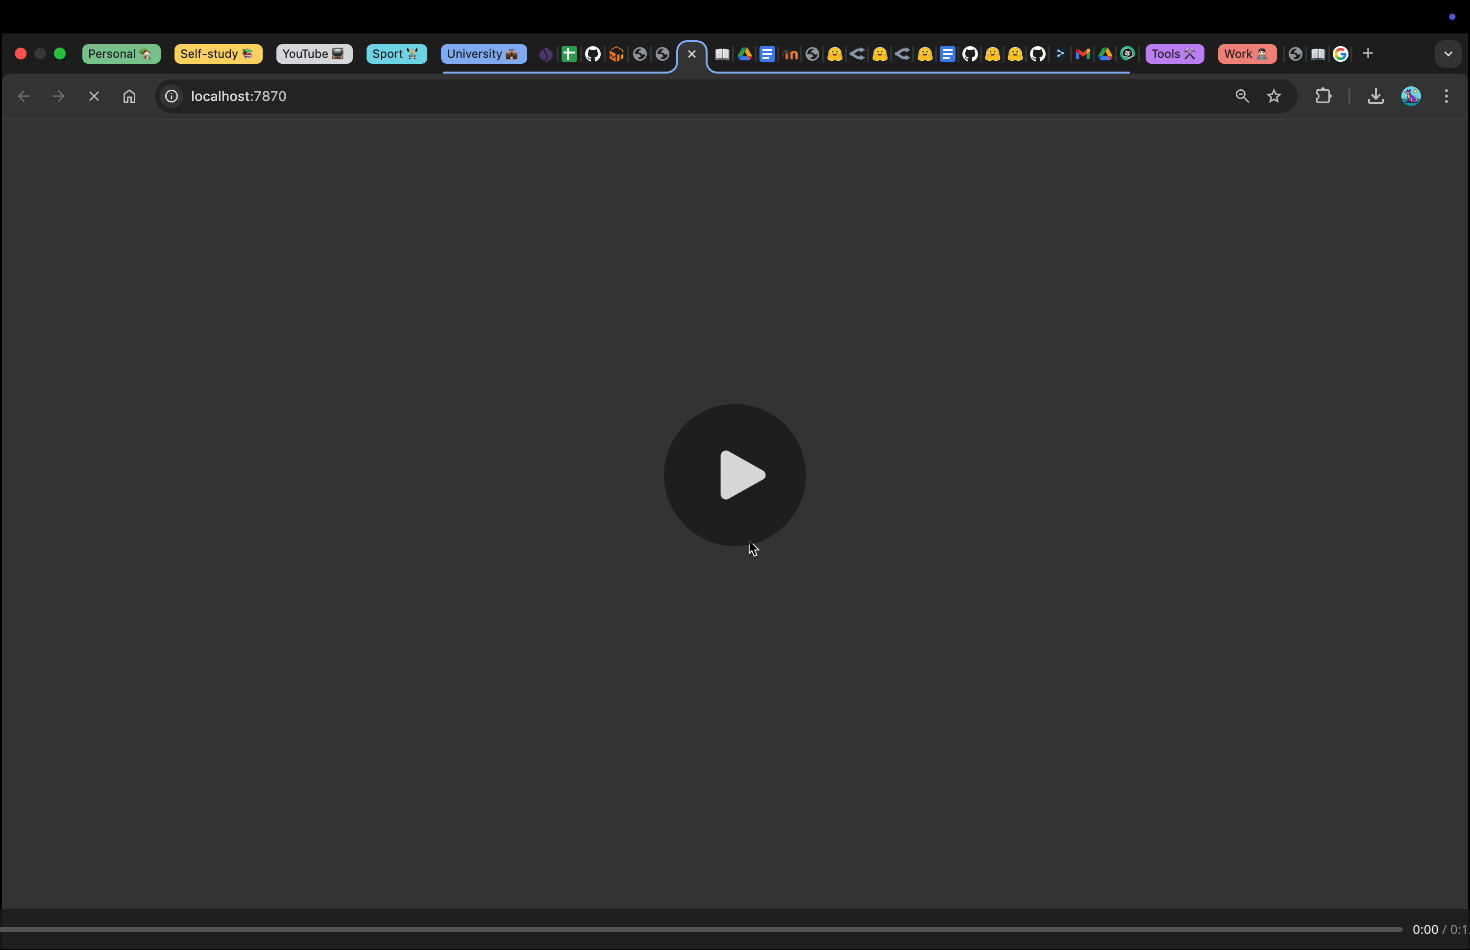 Personal 🏡 Self-study 📚 YouTube 📺 Sport 🏋️ University 🏫 Tools 🛠️ Work 👨🏻‍💻
localhost:7870
0:00 / 0:1